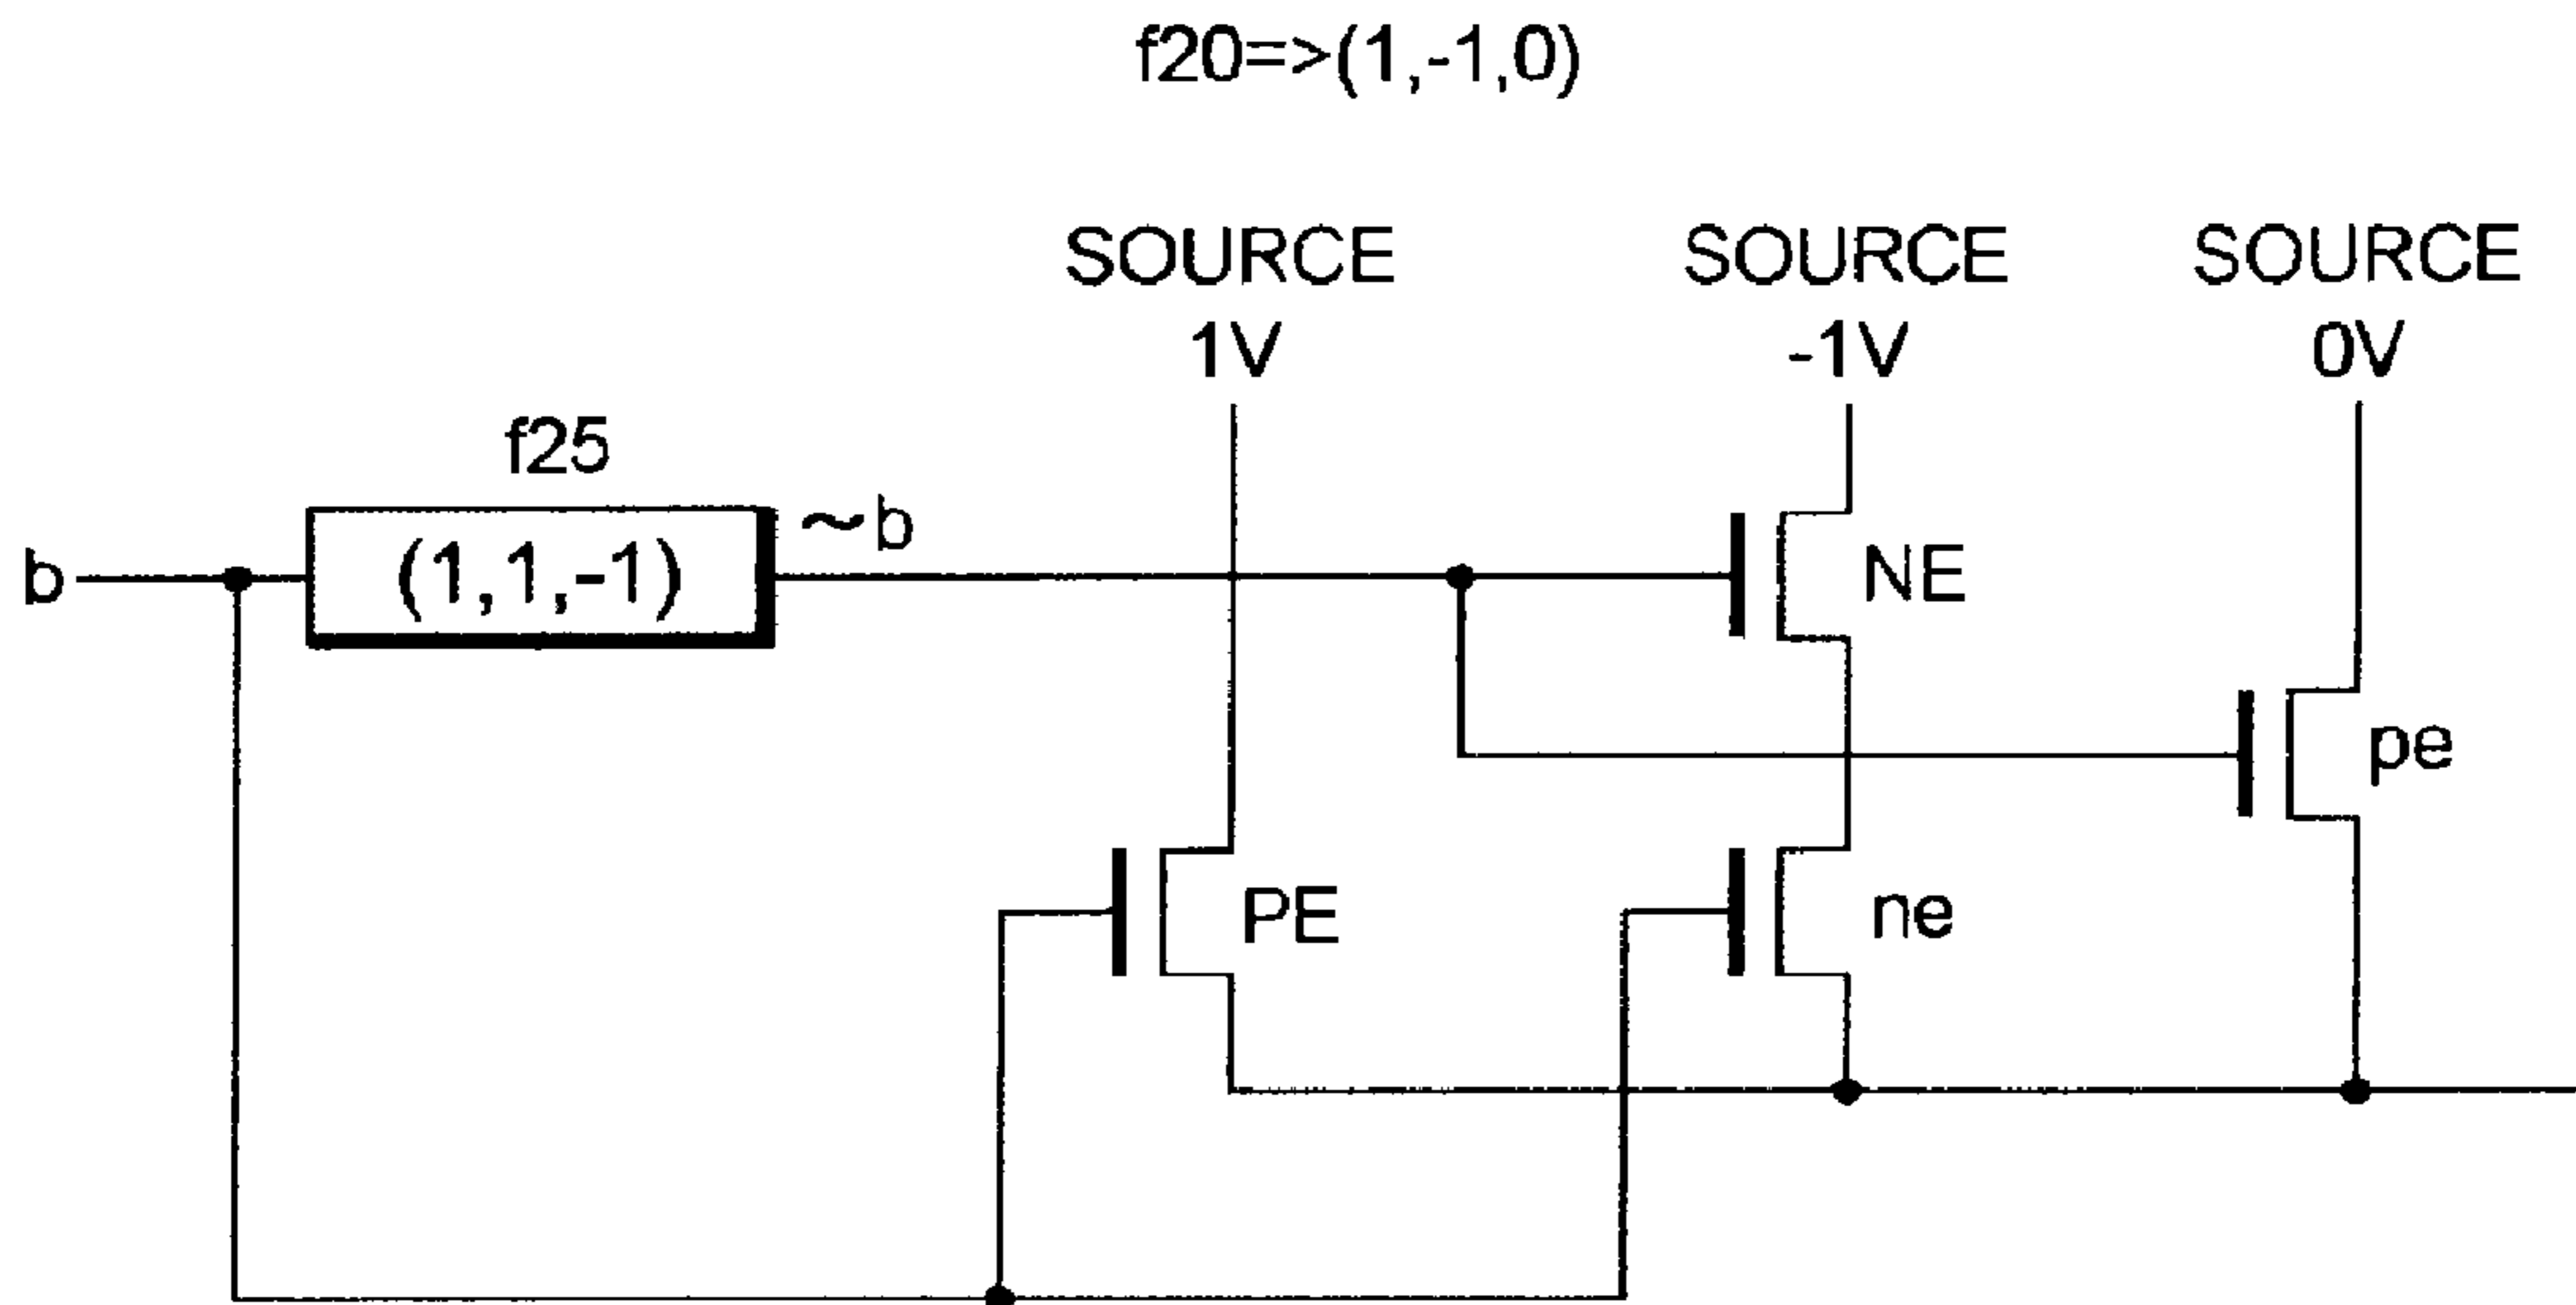 f20=>(1,-1,0)
SOURCE SOURCE SOURCE
1V -1V 0V
f25
~b
b (1,1,-1) NE
pe
PE ne